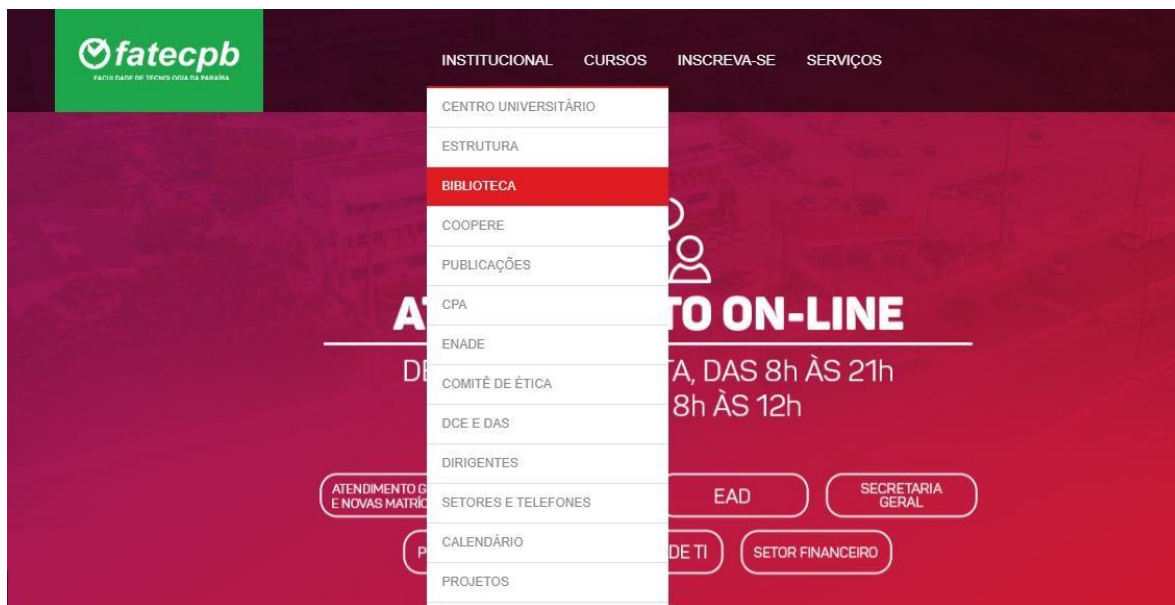 fatecpb
FACULDADE DE TECNOLOGIA DA PARAÍBA
INSTITUCIONAL CURSOS INSCREVA-SE SERVIÇOS
CENTRO UNIVERSITÁRIO
ESTRUTURA
BIBLIOTECA
COOPERE
PUBLICAÇÕES
CPA
ENADE
COMITÊ DE ÉTICA
DCE E DAS
DIRIGENTES
SETORES E TELEFONES
CALENDÁRIO
PROJETOS
TO ON-LINE
DAS 8h ÀS 21h
8h ÀS 12h
ATENDIMENTO
E NOVAS
EAD
SECRETARIA
GERAL
DE TI
SETOR FINANCEIRO